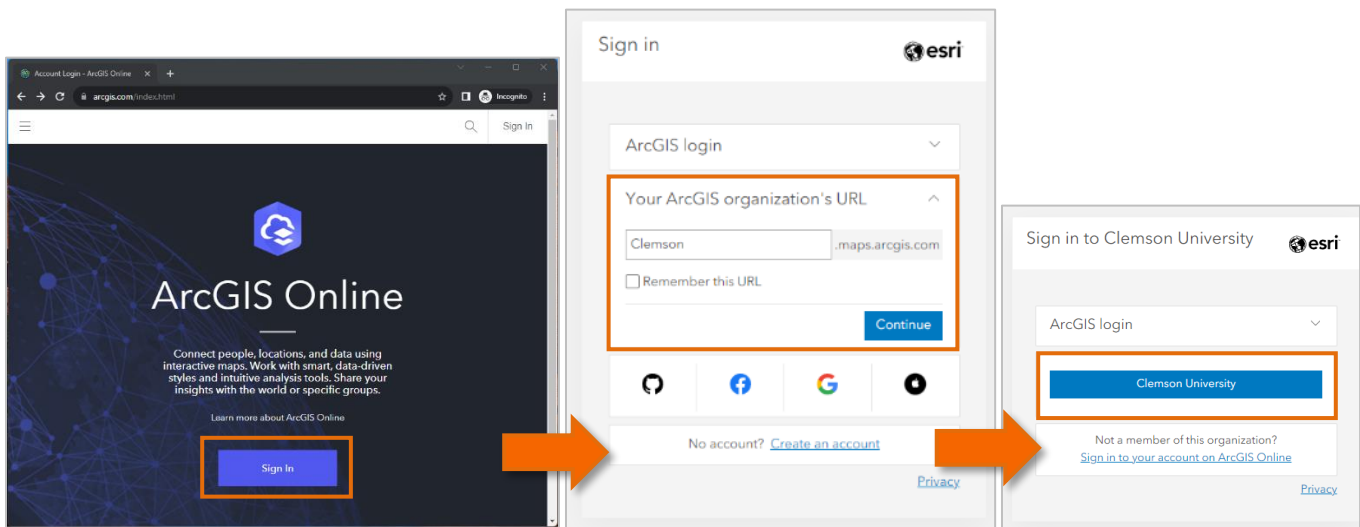 Account Login - ArcGIS Online
arcgis.com/index.html
Incognito
Sign In
ArcGIS Online
Connect people, locations, and data using
interactive maps. Work with smart, data-driven
styles and intuitive analysis tools. Share your
insights with the world or specific groups.
Learn more about ArcGIS Online
Sign In
Sign in
esri
ArcGIS login
Your ArcGIS organization's URL
Clemson .maps.arcgis.com
Remember this URL
Continue
No account? Create an account
Privacy
Sign in to Clemson University
esri
ArcGIS login
Clemson University
Not a member of this organization?
Sign in to your account on ArcGIS Online
Privacy